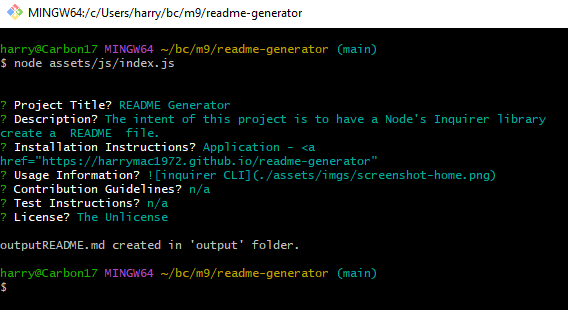 MINGW64:/c/Users/harry/bc/m9/readme-generator
harry@Carbon17 MINGW64 ~/bc/m9/readme-generator (main)
$ node assets/js/index.js
? Project Title? README Generator
? Description? The intent of this project is to have a Node's Inquirer library
create a  README  file.
? Installation Instructions? Application - <a
href="https://harrymac1972.github.io/readme-generator"
? Usage Information? ![inquirer CLI](./assets/imgs/screenshot-home.png)
? Contribution Guidelines? n/a
? Test Instructions? n/a
? License? The Unlicense
outputREADME.md created in 'output' folder.
harry@Carbon17 MINGW64 ~/bc/m9/readme-generator (main)
$